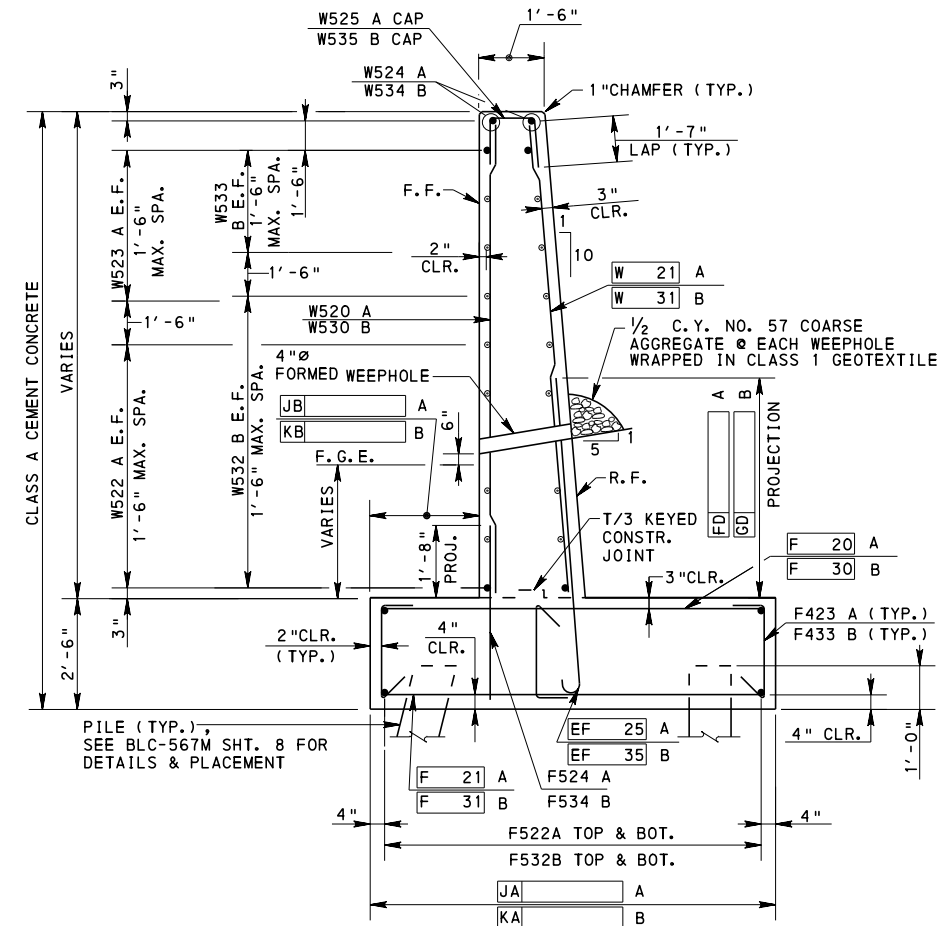 W525 A CAP
W535 B CAP
1'-6"
W524 A
W534 B
1"CHAMFER (TYP.)
3"
1'-7"
LAP (TYP.)
W523 A E.F.
1'-6"
MAX. SPA.
W533
B E.F.
1'-6"
MAX. SPA.
1'-6"
F.F.
3"
CLR.
1
10
2"
CLR.
1'-6"
W 21 A
W 31 B
1'-6"
W520 A
W530 B
½ C.Y. NO. 57 COARSE
AGGREGATE @ EACH WEEPHOLE
WRAPPED IN CLASS 1 GEOTEXTILE
CLASS A CEMENT CONCRETE
VARIES
4"Ø
FORMED WEEPHOLE
JB A
KB B
6"
5
1
A
B
FD
GD
PROJECTION
W522 A E.F.
1'-6" MAX. SPA.
W532 B E.F.
1'-6" MAX. SPA.
F.G.E.
VARIES
R.F.
1'-8"
PROJ.
T/3 KEYED
CONSTR.
JOINT
F 20 A
F 30 B
3"CLR.
2'-6"
3"
2"CLR.
(TYP.)
4"
CLR.
F423 A (TYP.)
F433 B (TYP.)
PILE (TYP.),
SEE BLC-567M SHT. 8 FOR
DETAILS & PLACEMENT
EF 25 A
EF 35 B
4" CLR.
1'-0"
F 21 A
F 31 B
F524 A
F534 B
4"
4"
F522A TOP & BOT.
F532B TOP & BOT.
JA A
KA B